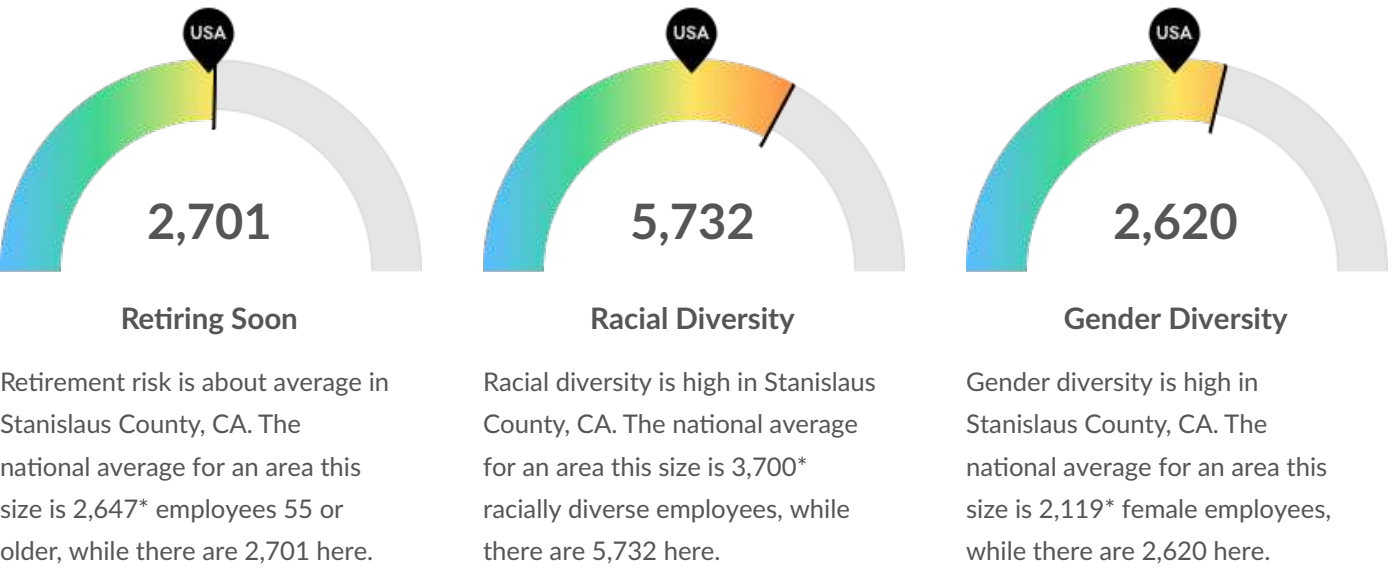 USA
2,701
Retiring Soon
Retirement risk is about average in
Stanislaus County, CA. The
national average for an area this
size is 2,647* employees 55 or
older, while there are 2,701 here.
USA
5,732
Racial Diversity
Racial diversity is high in Stanislaus
County, CA. The national average
for an area this size is 3,700*
racially diverse employees, while
there are 5,732 here.
USA
2,620
Gender Diversity
Gender diversity is high in
Stanislaus County, CA. The
national average for an area this
size is 2,119* female employees,
while there are 2,620 here.